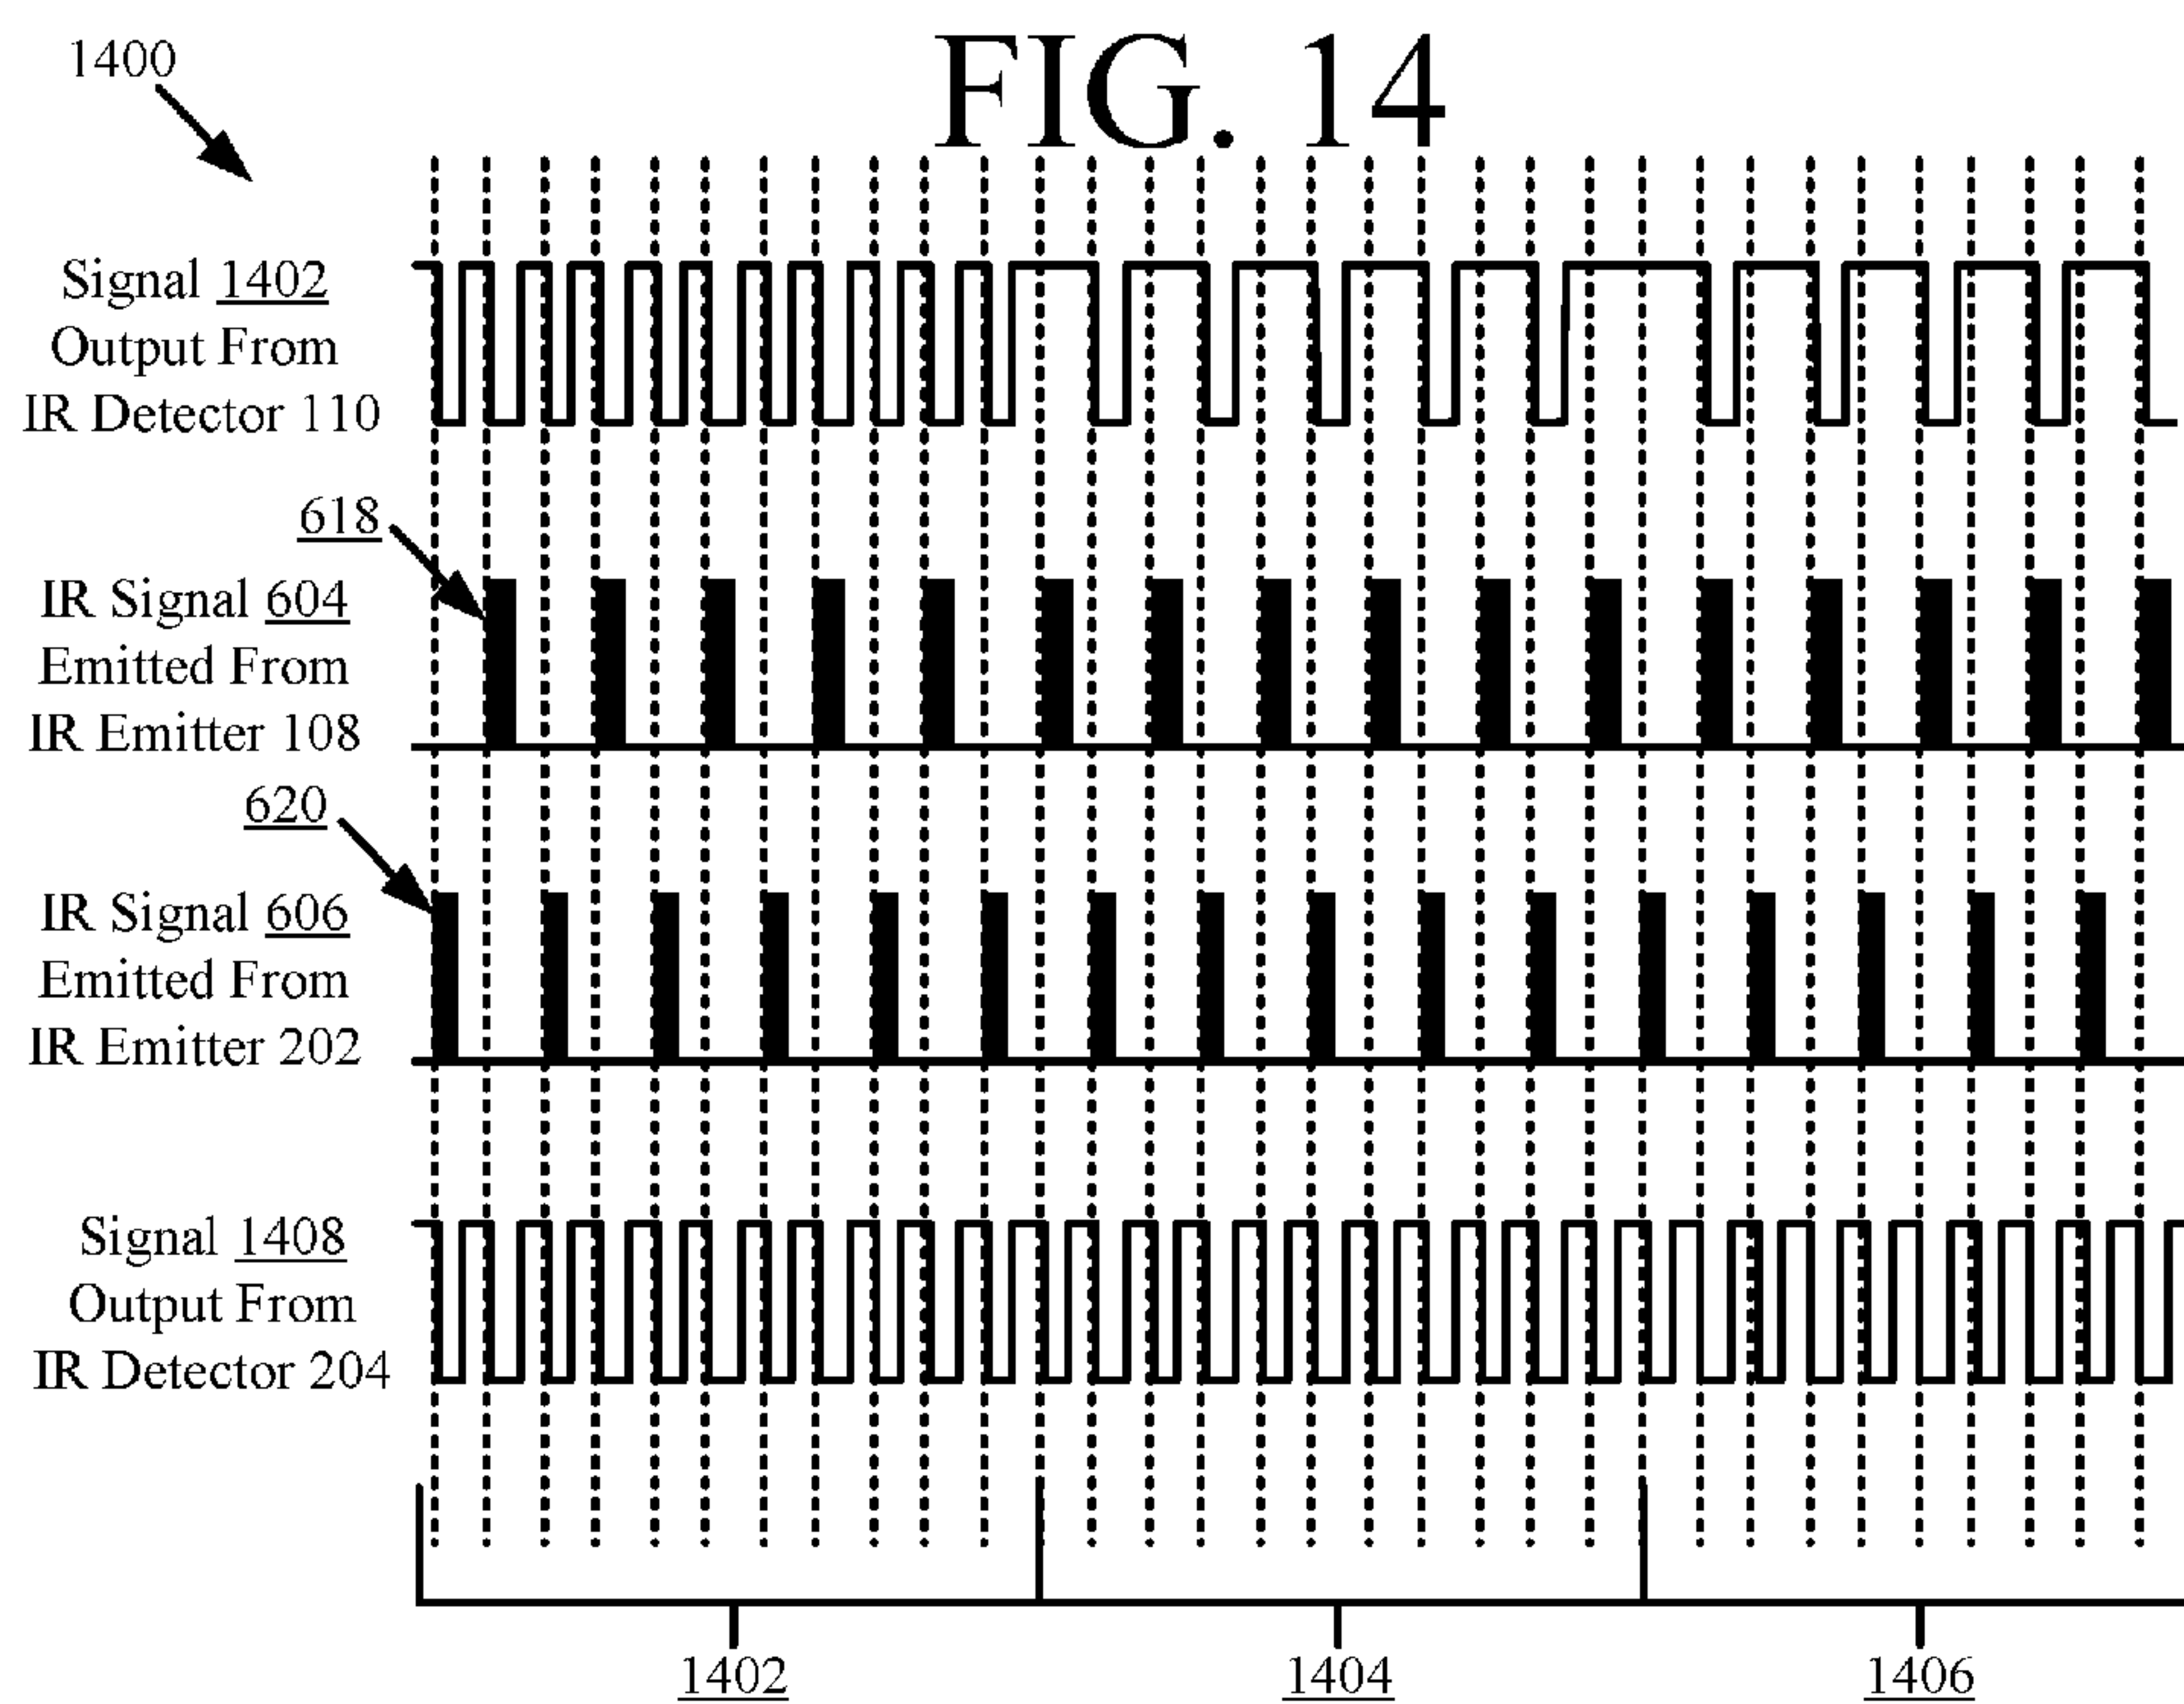 FIG. 14
1400
Signal 1402
Output From
IR Detector 110
618
IR Signal 604
Emitted From
IR Emitter 108
620
IR Signal 606
Emitted From
IR Emitter 202
Signal 1408
Output From
IR Detector 204
1402
1404
1406